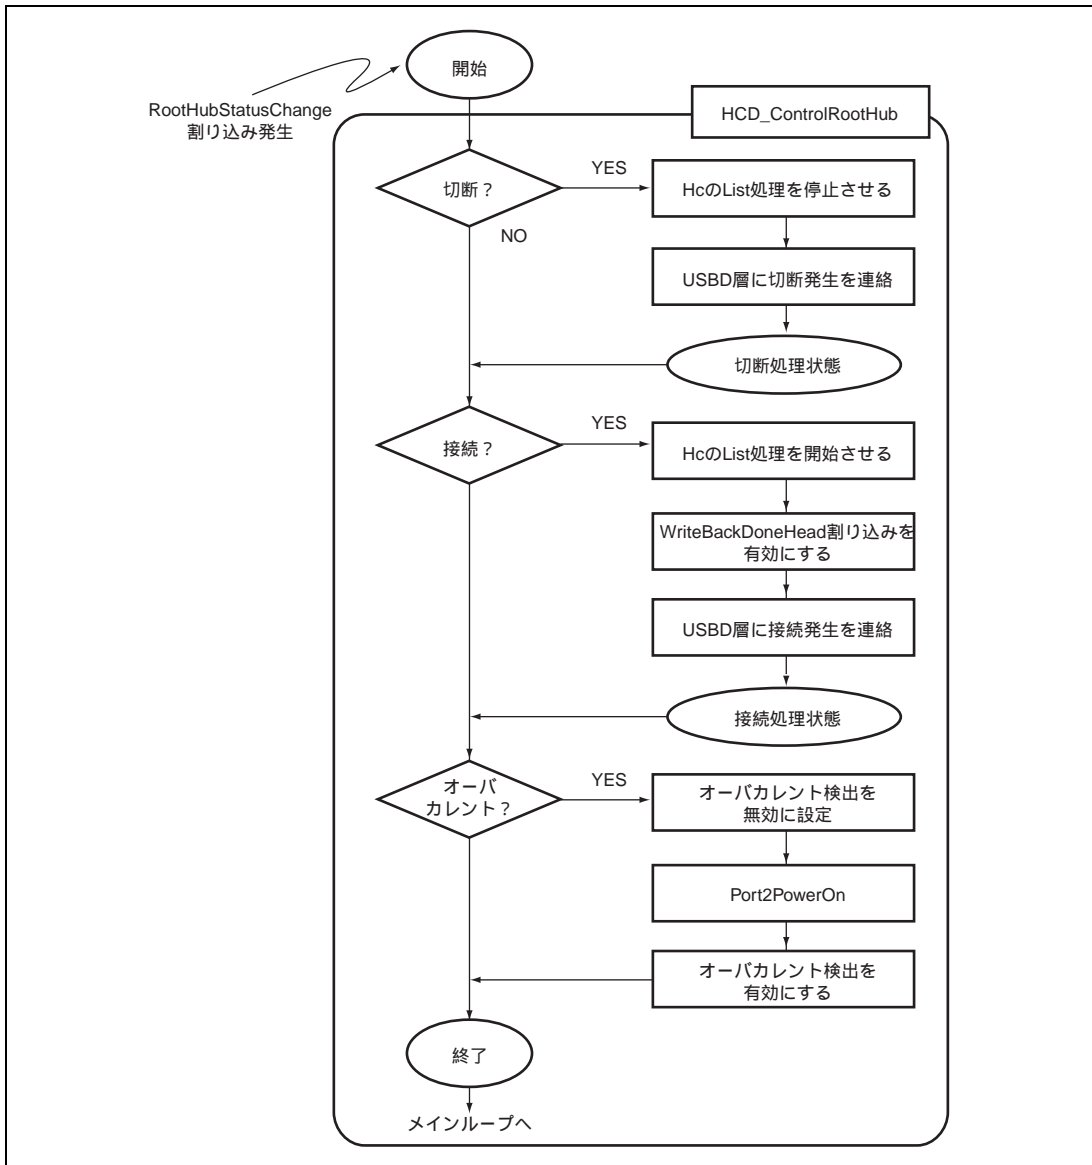 開始
RootHubStatusChange
割り込み発生
HCD_ControlRootHub
切断？
YES
HcのList処理を停止させる
NO
USBD層に切断発生を連絡
切断処理状態
接続？
YES
HcのList処理を開始させる
WriteBackDoneHead割り込みを
有効にする
USBD層に接続発生を連絡
接続処理状態
オーバ
カレント？
YES
オーバカレント検出を
無効に設定
Port2PowerOn
オーバカレント検出を
有効にする
終了
メインループへ